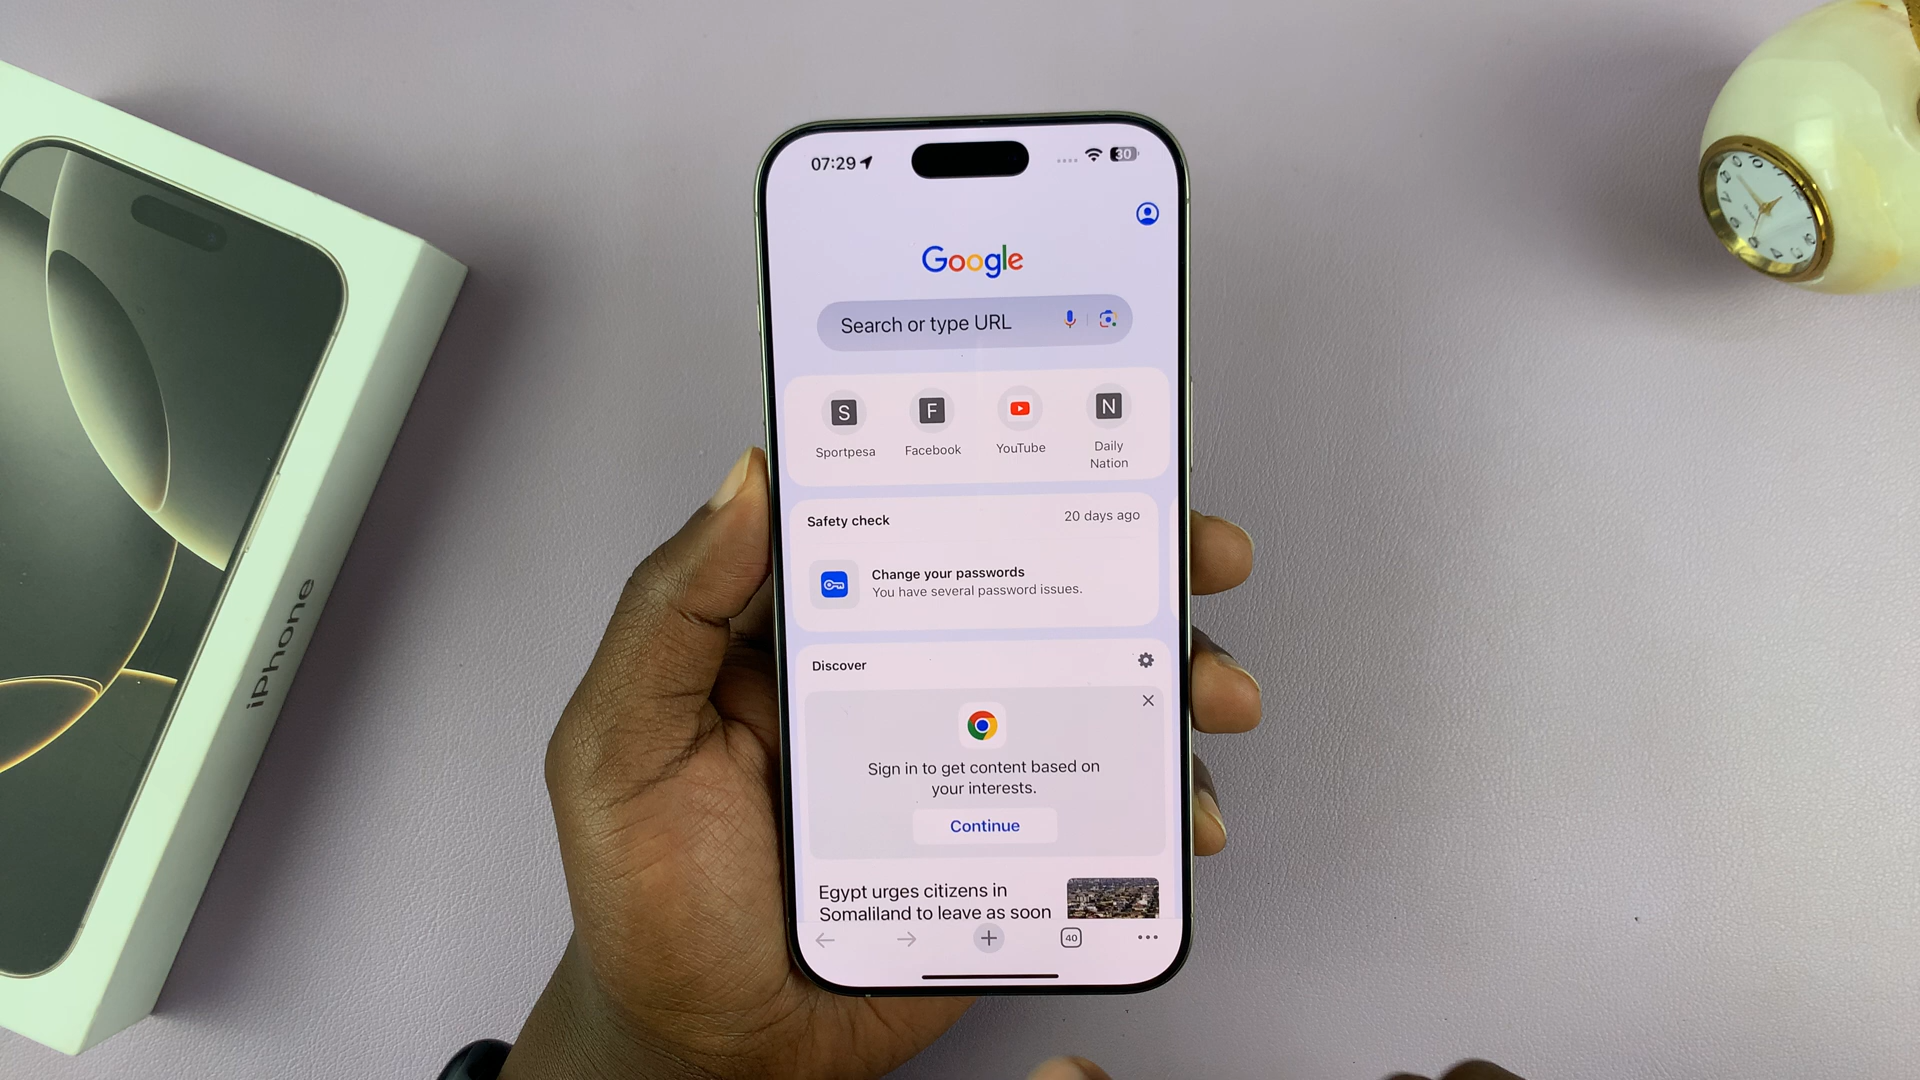 07:29
30
Google
Search or type URL
S
F
N
Sportpesa
Facebook
YouTube
Daily
Nation
Safety check
20 days ago
Change your passwords
You have several password issues.
Discover
Sign in to get content based on
your interests.
Continue
Egypt urges citizens in
Somaliland to leave as soon
40
iPhone